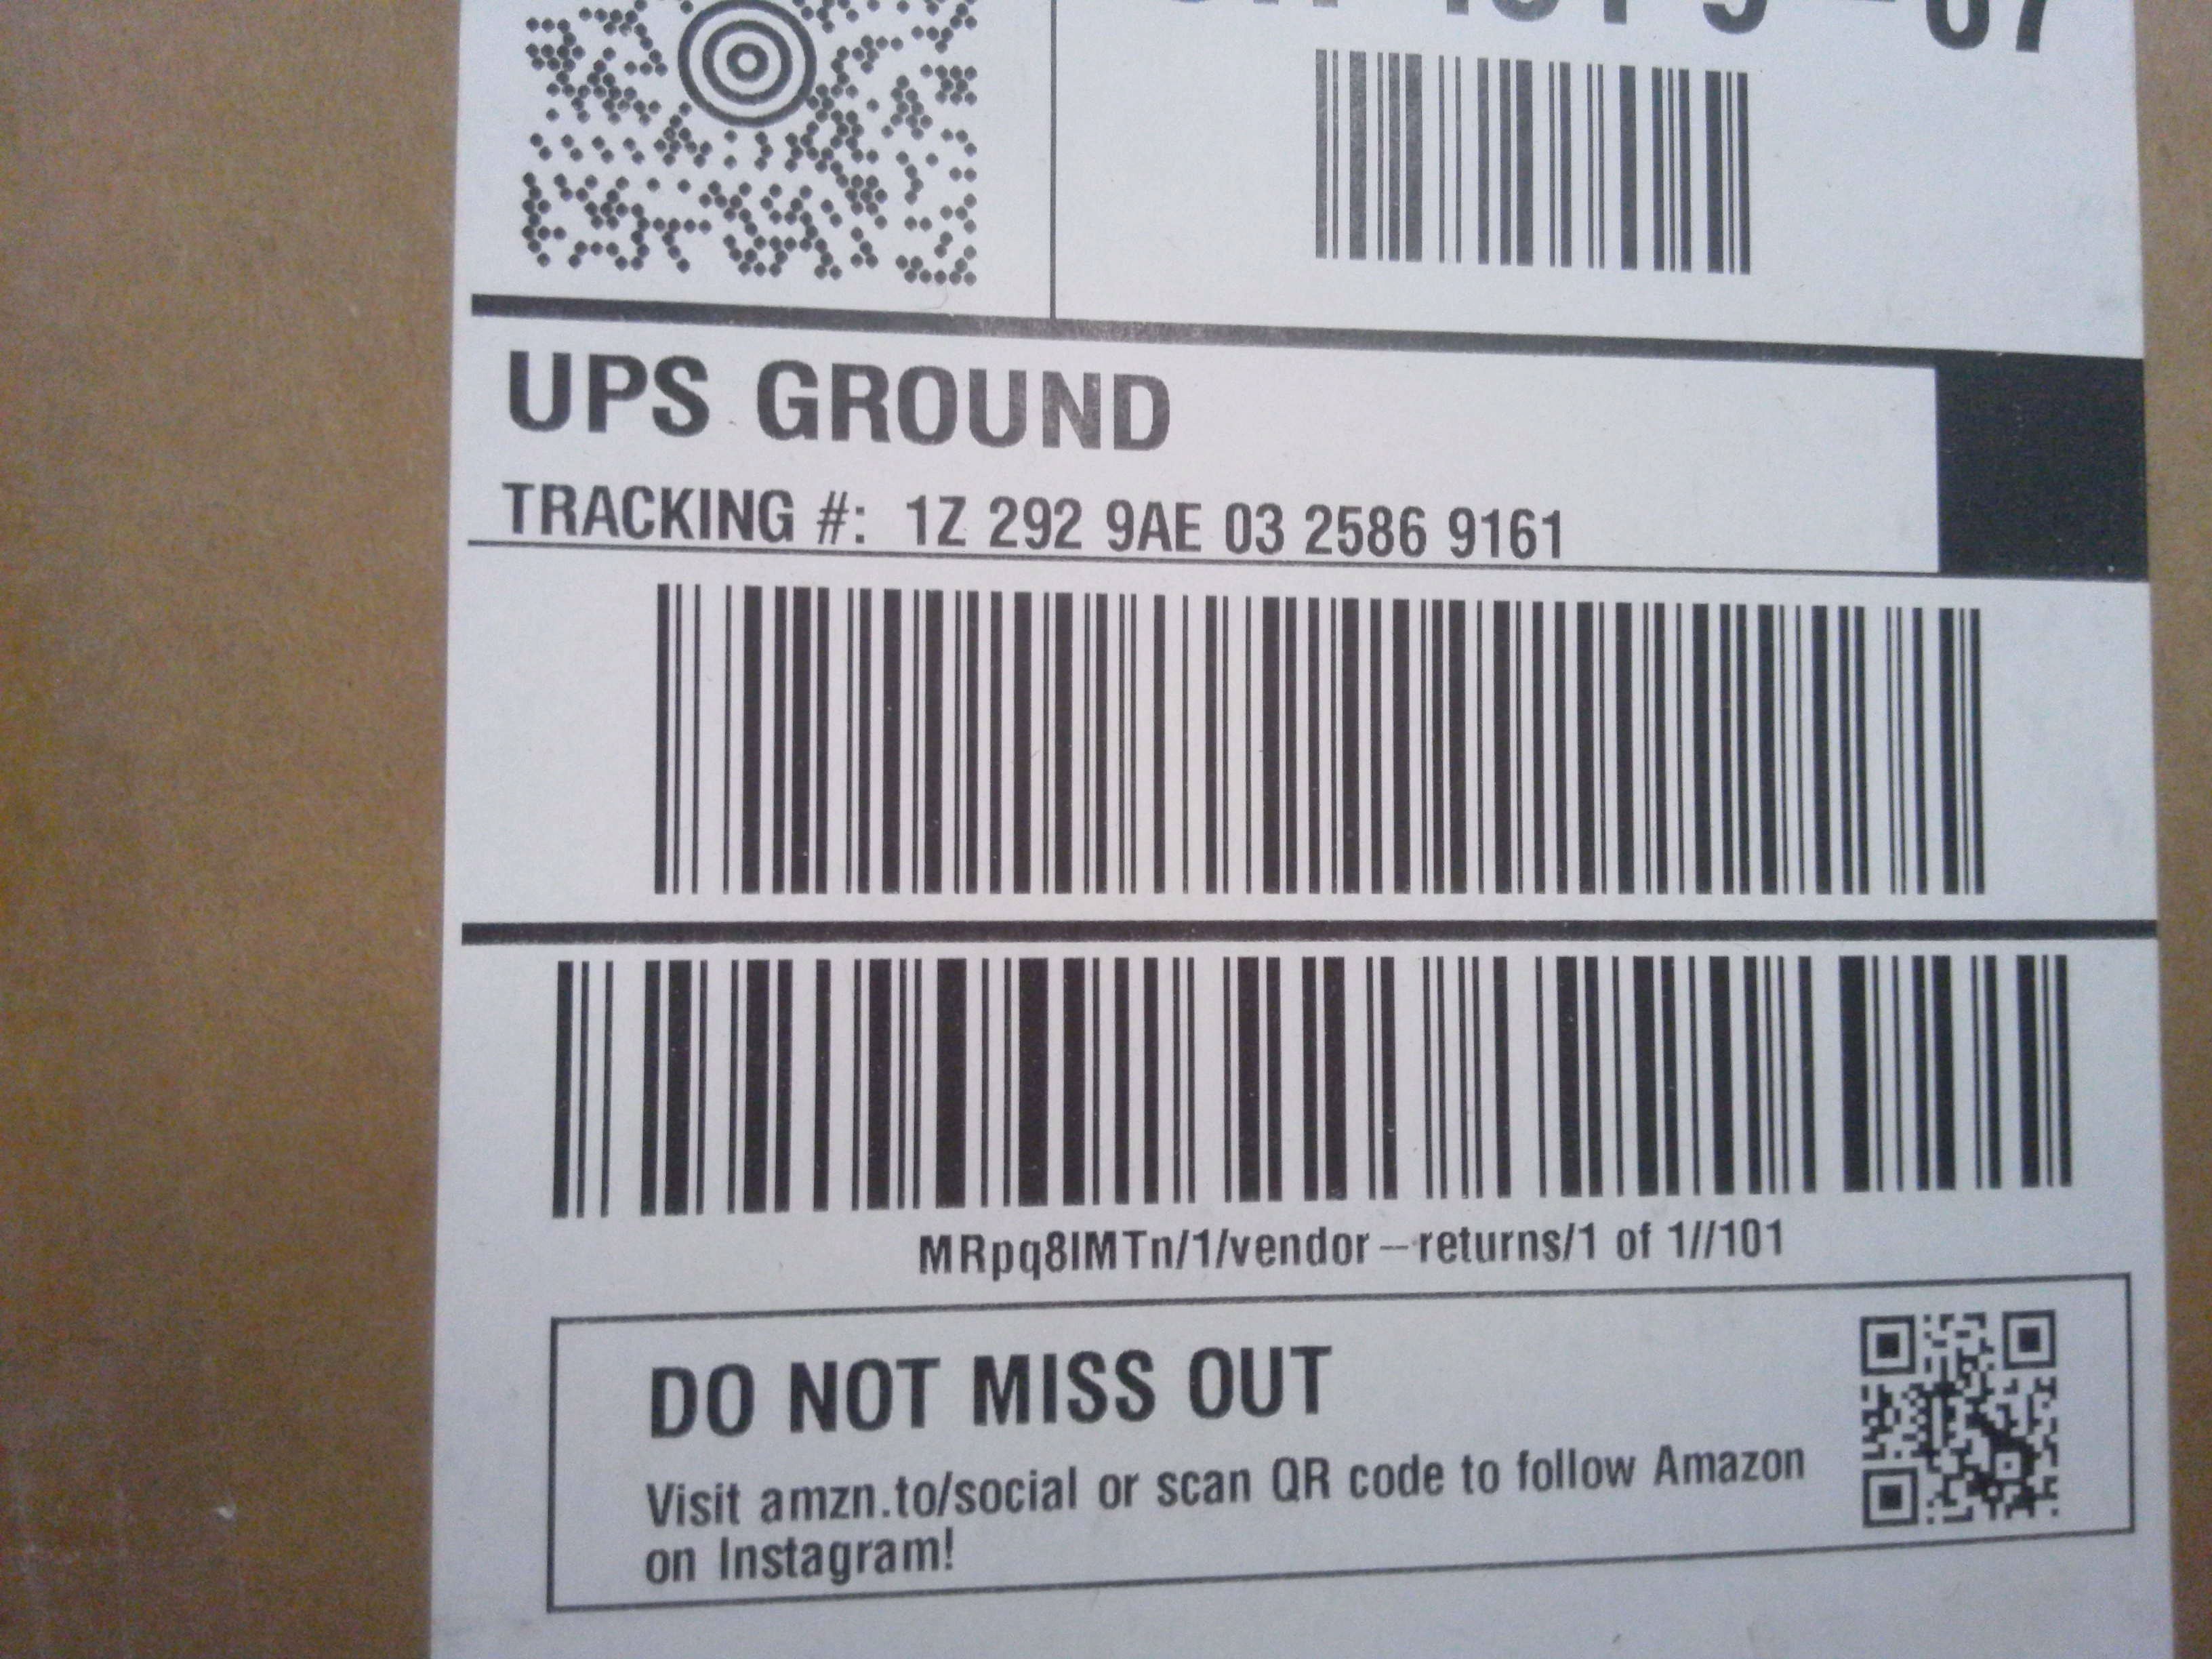 UPS GROUND
TRACKING #: 1Z 292 9AE 03 2586 9161
MRpq8lMTn/1/vendor-returns/1 of 1//101
DO NOT MISS OUT
Visit amzn.to/social or scan QR code to follow Amazon
on Instagram!